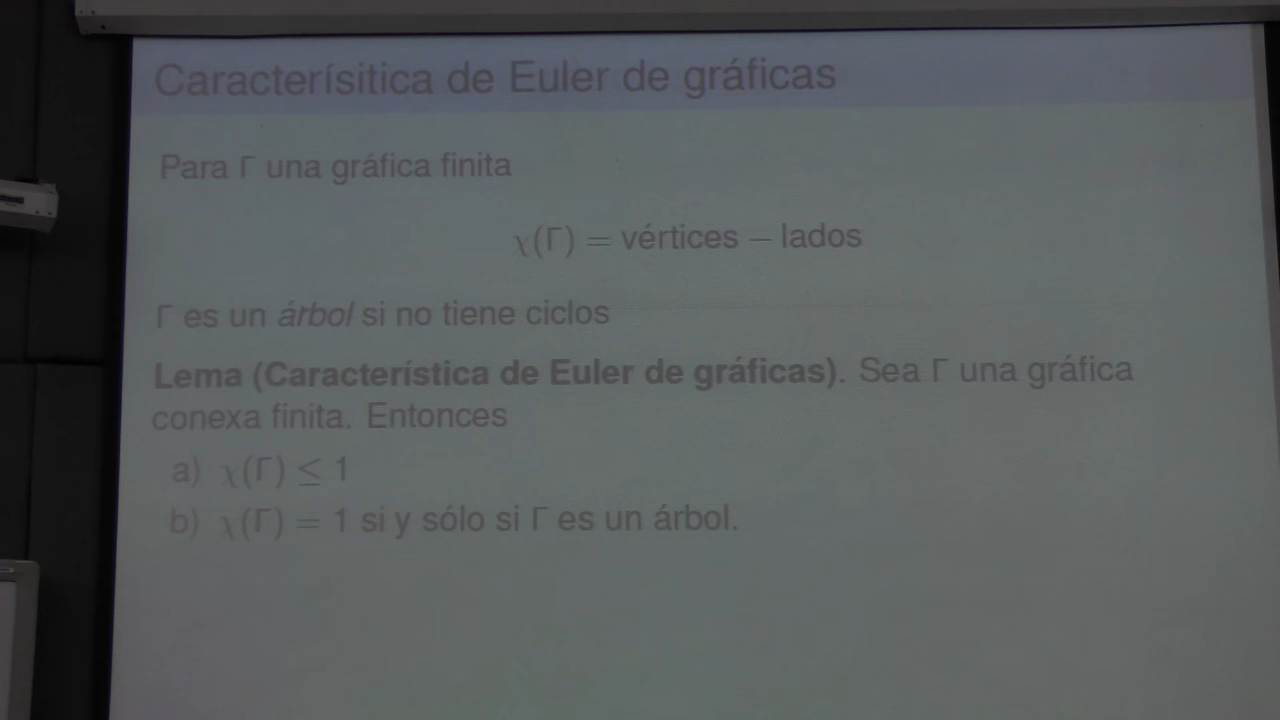 Caracterísitica de Euler de gráficas
Para Γ una gráfica finita
χ(Γ) = vértices − lados
Γ es un árbol si no tiene ciclos
Lema (Característica de Euler de gráficas). Sea Γ una gráfica
conexa finita. Entonces
a) χ(Γ) ≤ 1
b) χ(Γ) = 1 si y sólo si Γ es un árbol.